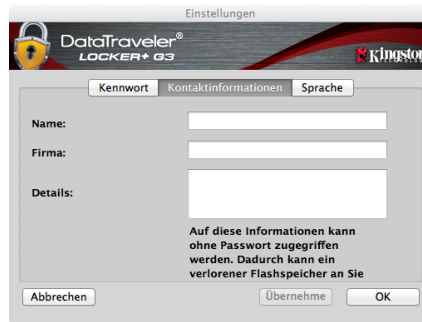 Einstellungen
DataTraveler®
LOCKER+ G3
Kingston
TECHNOLOGY
Kennwort Kontaktinformationen Sprache
Name:
Firma:
Details:
Auf diese Informationen kann
ohne Passwort zugegriffen
werden. Dadurch kann ein
verlorener Flashspeicher an Sie
Abbrechen Übernehme OK